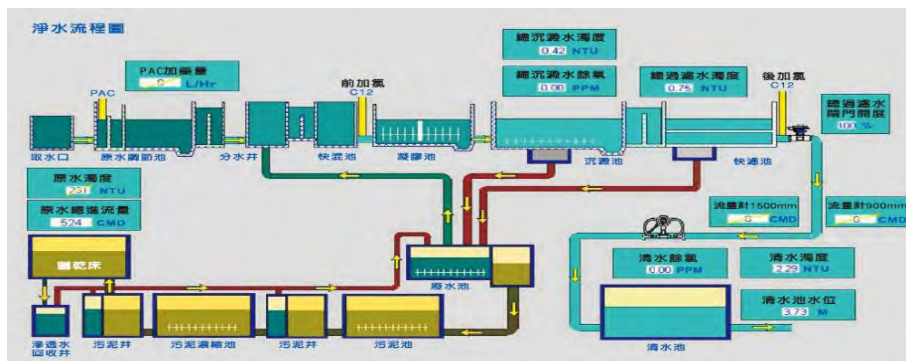 淨水流程圖
總沉澱水濁度
0.42 NTU
PAC加藥量
L/Hr
前加氯
C12
總沉澱水餘氯
0.00 PPM
總過濾水濁度
0.75 NTU
後加氯
C12
PAC
總過濾水
閥門開度
100 %
取水口
原水調節池
分水井
快混池
凝膠池
沉澱池
快濾池
原水濁度
NTU
原水總進流量
524 CMD
流量計1500mm
CMD
流量計900mm
CMD
曬乾床
廢水池
清水餘氯
0.00 PPM
清水濁度
2.29 NTU
清水池水位
3.73 M
滲透水
回收井
污泥井
污泥濃縮池
污泥井
污泥池
清水池